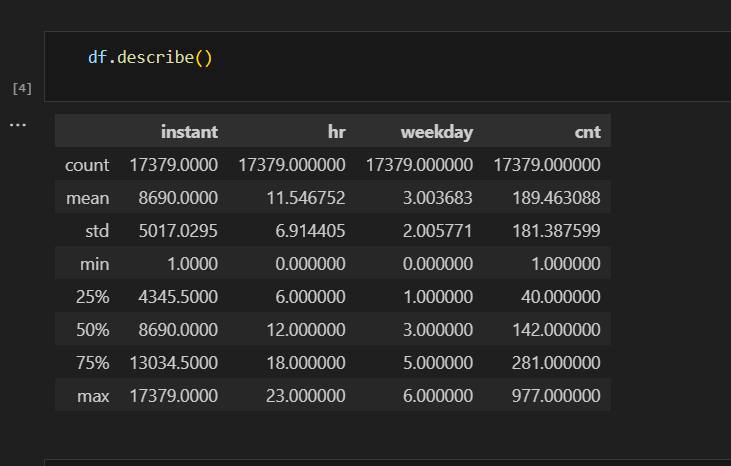 df.describe()
[4]
...
instant hr weekday cnt
count 17379.0000 17379.000000 17379.000000 17379.000000
mean 8690.0000 11.546752 3.003683 189.463088
std 5017.0295 6.914405 2.005771 181.387599
min 1.0000 0.000000 0.000000 1.000000
25% 4345.5000 6.000000 1.000000 40.000000
50% 8690.0000 12.000000 3.000000 142.000000
75% 13034.5000 18.000000 5.000000 281.000000
max 17379.0000 23.000000 6.000000 977.000000